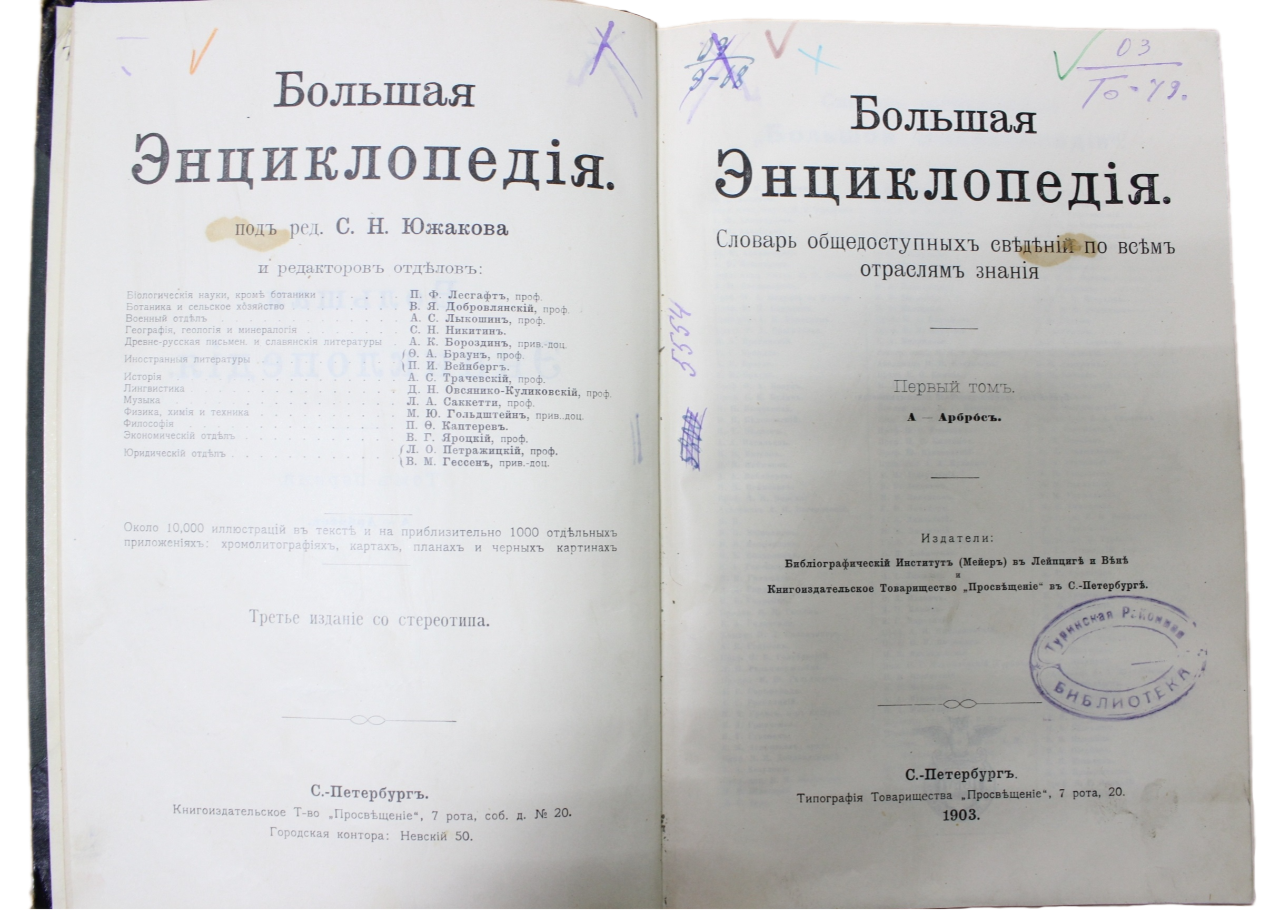 Большая
Энциклопедія.
подъ ред. С. Н. Южакова
и редакторовъ отдѣловъ:
Біологическія науки, кромѣ ботаники . . . . П. Ф. Лесгафтъ, проф.
Ботаника и сельское хозяйство . . . . В. Я. Добровлянскій, проф.
Военный отдѣлъ . . . . А. С. Лыкошинъ, проф.
Географія, геологія и минералогія . . . . С. Н. Никитинъ.
Древне-русская письмен. и славянскія литературы . А. К. Бороздинъ, прив.-доц.
Иностранныя литературы . . . . Ѳ. А. Браунъ, проф.
П. И. Вейнбергъ.
Исторія . . . . А. С. Трачевскій, проф.
Лингвистика . . . . Д. Н. Овсянико-Куликовскій, проф.
Музыка . . . . Л. А. Саккетти, проф.
Физика, химія и техника . . . . М. Ю. Гольдштейнъ, прив.-доц.
Философія . . . . П. Ѳ. Каптеревъ.
Экономическій отдѣлъ . . . . В. Г. Яроцкій, проф.
Юридическій отдѣлъ . . . . Л. О. Петражицкій, проф.
В. М. Гессенъ, прив.-доц.
Около 10,000 иллюстрацій въ текстѣ и на приблизительно 1000 отдѣльныхъ
приложеніяхъ: хромолитографіяхъ, картахъ, планахъ и черныхъ картинахъ
Третье изданіе со стереотипа.
С.-Петербургъ.
Книгоиздательское Т-во „Просвѣщеніе“, 7 рота, соб. д. № 20.
Городская контора: Невскій 50.
03
Большая
Энциклопедія.
Словарь общедоступныхъ свѣдѣній по всѣмъ
отраслямъ знанія
5554
Первый томъ.
А — Арбросъ.
Издатели:
Библіографическій Институтъ (Мейеръ) въ Лейпцигѣ и Вѣнѣ
и
Книгоиздательское Товарищество „Просвѣщеніе“ въ С.-Петербургѣ.
Туринская Районная
БИБЛИОТЕКА
С.-Петербургъ.
Типографія Товарищества „Просвѣщеніе“, 7 рота, 20.
1903.